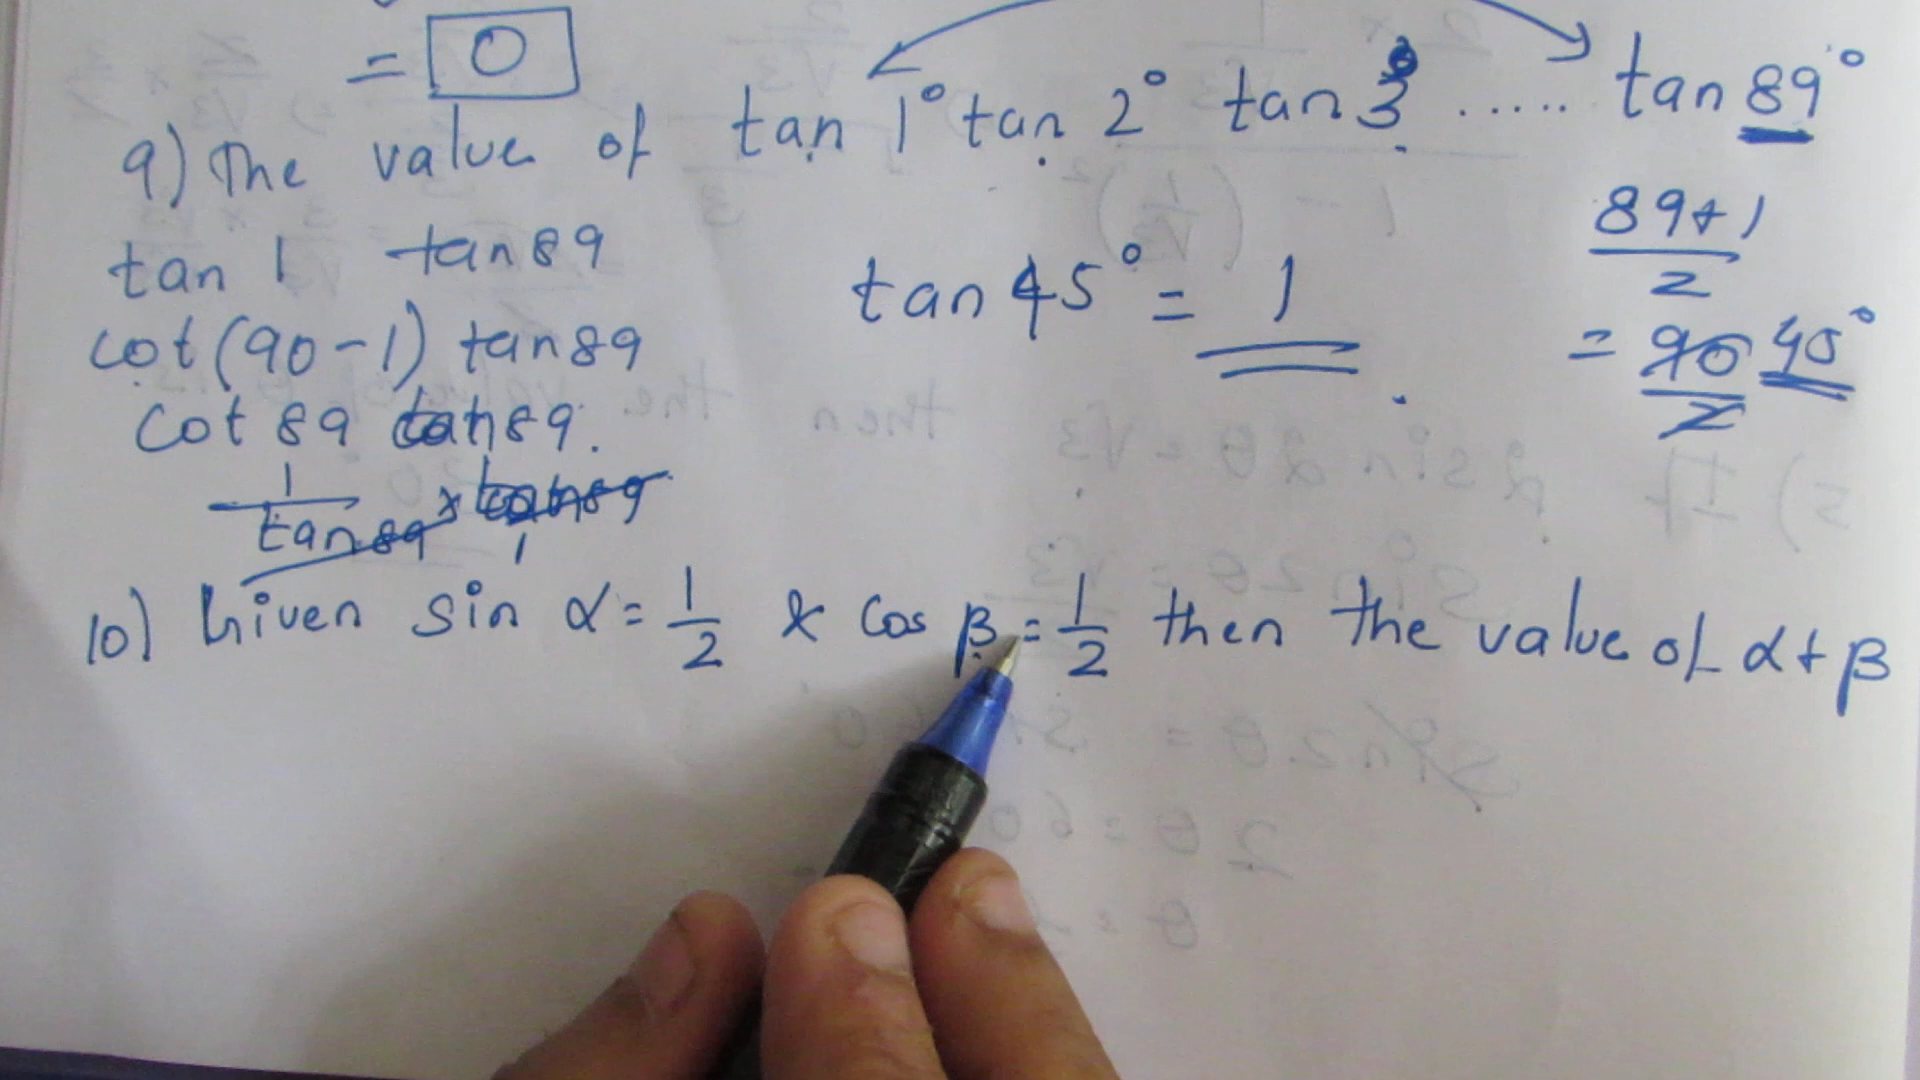 = 0
9) The value of tan 1° tan 2° tan 3° ...... tan 89°
tan 1 tan 89
cot (90-1) tan 89
cot 89 tan 89.
1/tan 89 × tan 89/1
tan 45° = 1
89+1/2
= 90/2 45°
10) Given sin α = 1/2 & cos β = 1/2 then the value of α + β